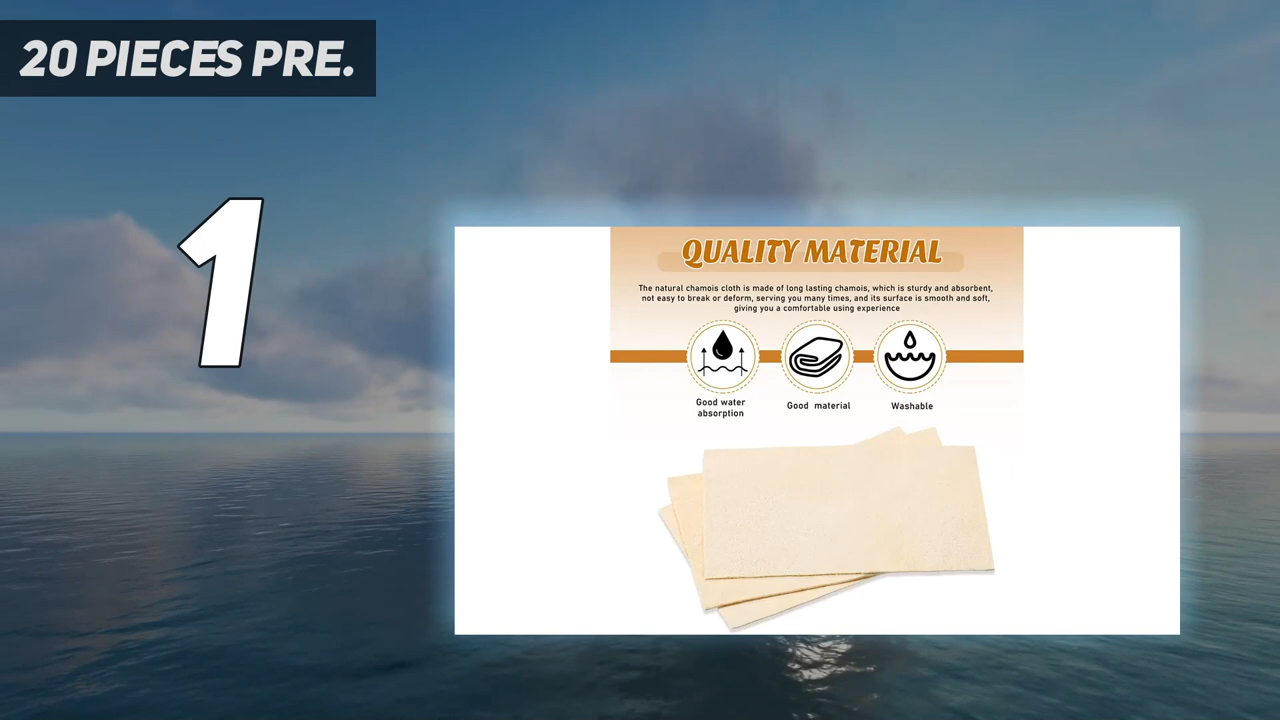 20 PIECES PRE.
1
QUALITY MATERIAL
The natural chamois cloth is made of long lasting chamois, which is sturdy and absorbent,
not easy to break or deform, serving you many times, and its surface is smooth and soft,
giving you a comfortable using experience
Good water
absorption
Good material
Washable